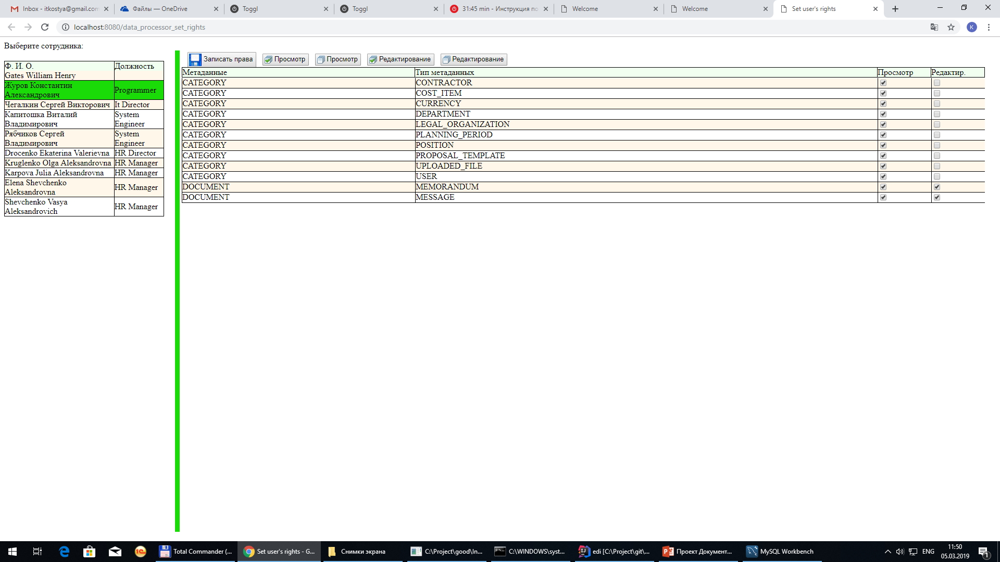 Inbox - itkostya@gmail.com
Файлы — OneDrive
Toggl
Toggl
31:45 min - Инструкция по
Welcome
Welcome
Set user's rights
localhost:8080/data_processor_set_rights
K
Выберите сотрудника:
Ф. И. О. Должность
Gates William Henry
Журов Константин
Александрович
Programmer
Чегалкин Сергей Викторович It Director
Капитошка Виталий
Владимирович
System
Engineer
Рябчиков Сергей
Владимирович
System
Engineer
Drocenko Ekaterina Valerievna HR Director
Kruglenko Olga Aleksandrovna HR Manager
Karpova Julia Aleksandrovna HR Manager
Elena Shevchenko
Aleksandrovna
HR Manager
Shevchenko Vasya
Aleksandrovich
HR Manager
Записать права Просмотр Просмотр Редактирование Редактирование
Метаданные Тип метаданных Просмотр Редактир.
CATEGORY CONTRACTOR
CATEGORY COST_ITEM
CATEGORY CURRENCY
CATEGORY DEPARTMENT
CATEGORY LEGAL_ORGANIZATION
CATEGORY PLANNING_PERIOD
CATEGORY POSITION
CATEGORY PROPOSAL_TEMPLATE
CATEGORY UPLOADED_FILE
CATEGORY USER
DOCUMENT MEMORANDUM
DOCUMENT MESSAGE
Total Commander (...
Set user's rights - G...
Снимки экрана
C:\Project\good\In...
C:\WINDOWS\syst...
edi [C:\Project\git\...
Проект Документ...
MySQL Workbench
ENG
11:50
05.03.2019
1